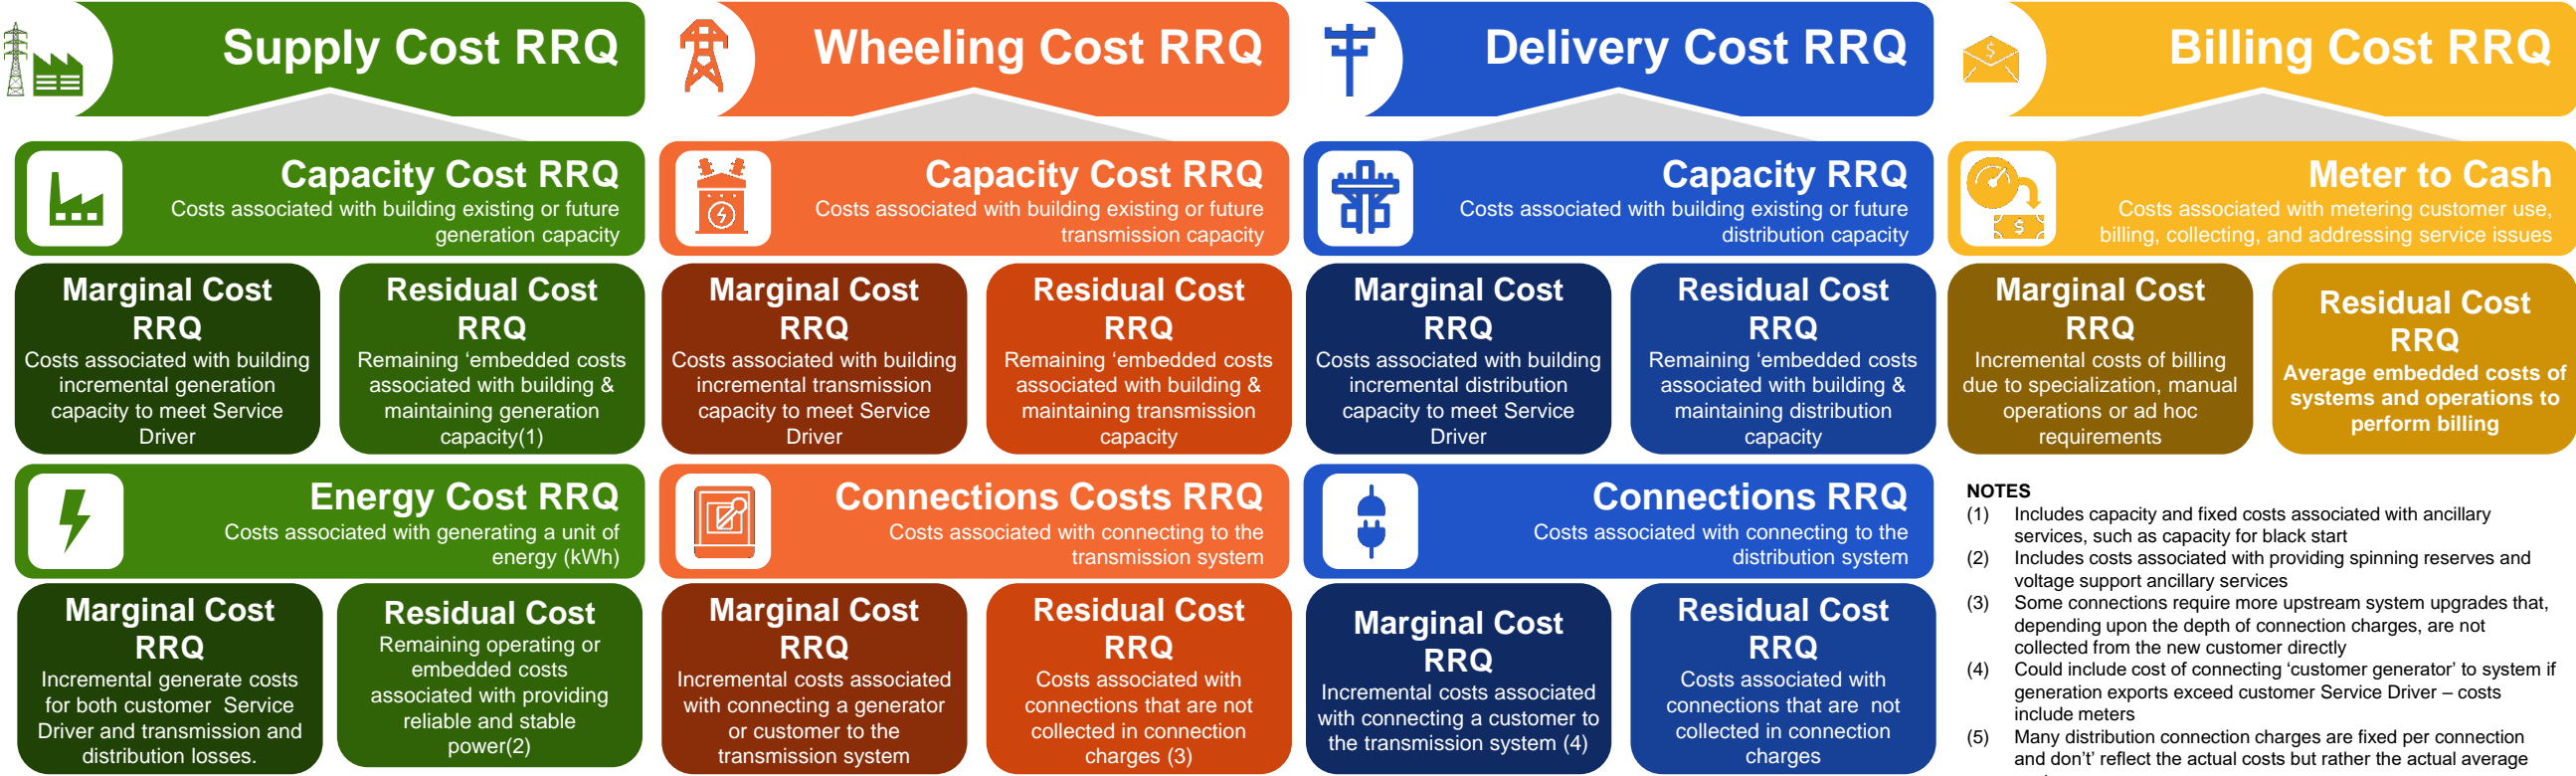 Supply Cost RRQ
Capacity Cost RRQ
Costs associated with building existing or future
generation capacity
Marginal Cost
RRQ
Costs associated with building
incremental generation
capacity to meet Service
Driver
Residual Cost
RRQ
Remaining ‘embedded costs
associated with building &
maintaining generation
capacity(1)
Energy Cost RRQ
Costs associated with generating a unit of
energy (kWh)
Marginal Cost
RRQ
Incremental generate costs
for both customer  Service
Driver and transmission and
distribution losses.
Residual Cost
Remaining operating or
embedded costs
associated with providing
reliable and stable
power(2)
Wheeling Cost RRQ
Capacity Cost RRQ
Costs associated with building existing or future
transmission capacity
Marginal Cost
RRQ
Costs associated with building
incremental transmission
capacity to meet Service
Driver
Residual Cost
RRQ
Remaining ‘embedded costs
associated with building &
maintaining transmission
capacity
Connections Costs RRQ
Costs associated with connecting to the
transmission system
Marginal Cost
RRQ
Incremental costs associated
with connecting a generator
or customer to the
transmission system
Residual Cost
RRQ
Costs associated with
connections that are not
collected in connection
charges (3)
Delivery Cost RRQ
Capacity RRQ
Costs associated with building existing or future
distribution capacity
Marginal Cost
RRQ
Costs associated with building
incremental distribution
capacity to meet Service
Driver
Residual Cost
RRQ
Remaining ‘embedded costs
associated with building &
maintaining distribution
capacity
Connections RRQ
Costs associated with connecting to the
distribution system
Marginal Cost
RRQ
Incremental costs associated
with connecting a customer to
the transmission system (4)
Residual Cost
RRQ
Costs associated with
connections that are  not
collected in connection
charges
Billing Cost RRQ
$
Meter to Cash
Costs associated with metering customer use,
billing, collecting, and addressing service issues
$
Marginal Cost
RRQ
Incremental costs of billing
due to specialization, manual
operations or ad hoc
requirements
Residual Cost
RRQ
Average embedded costs of
systems and operations to
perform billing
NOTES
(1) Includes capacity and fixed costs associated with ancillary
services, such as capacity for black start
(2) Includes costs associated with providing spinning reserves and
voltage support ancillary services
(3) Some connections require more upstream system upgrades that,
depending upon the depth of connection charges, are not
collected from the new customer directly
(4) Could include cost of connecting ‘customer generator’ to system if
generation exports exceed customer Service Driver – costs
include meters
(5) Many distribution connection charges are fixed per connection
and don’t’ reflect the actual costs but rather the actual average